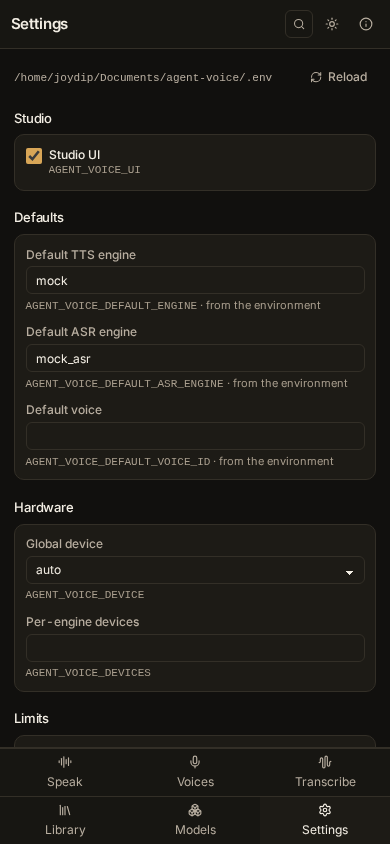 Settings
/home/joydip/Documents/agent-voice/.env
Reload
Studio
Studio UI
AGENT_VOICE_UI
Defaults
Default TTS engine
mock
AGENT_VOICE_DEFAULT_ENGINE · from the environment
Default ASR engine
mock_asr
AGENT_VOICE_DEFAULT_ASR_ENGINE · from the environment
Default voice
AGENT_VOICE_DEFAULT_VOICE_ID · from the environment
Hardware
Global device
auto
AGENT_VOICE_DEVICE
Per-engine devices
AGENT_VOICE_DEVICES
Limits
Speak
Voices
Transcribe
Library
Models
Settings